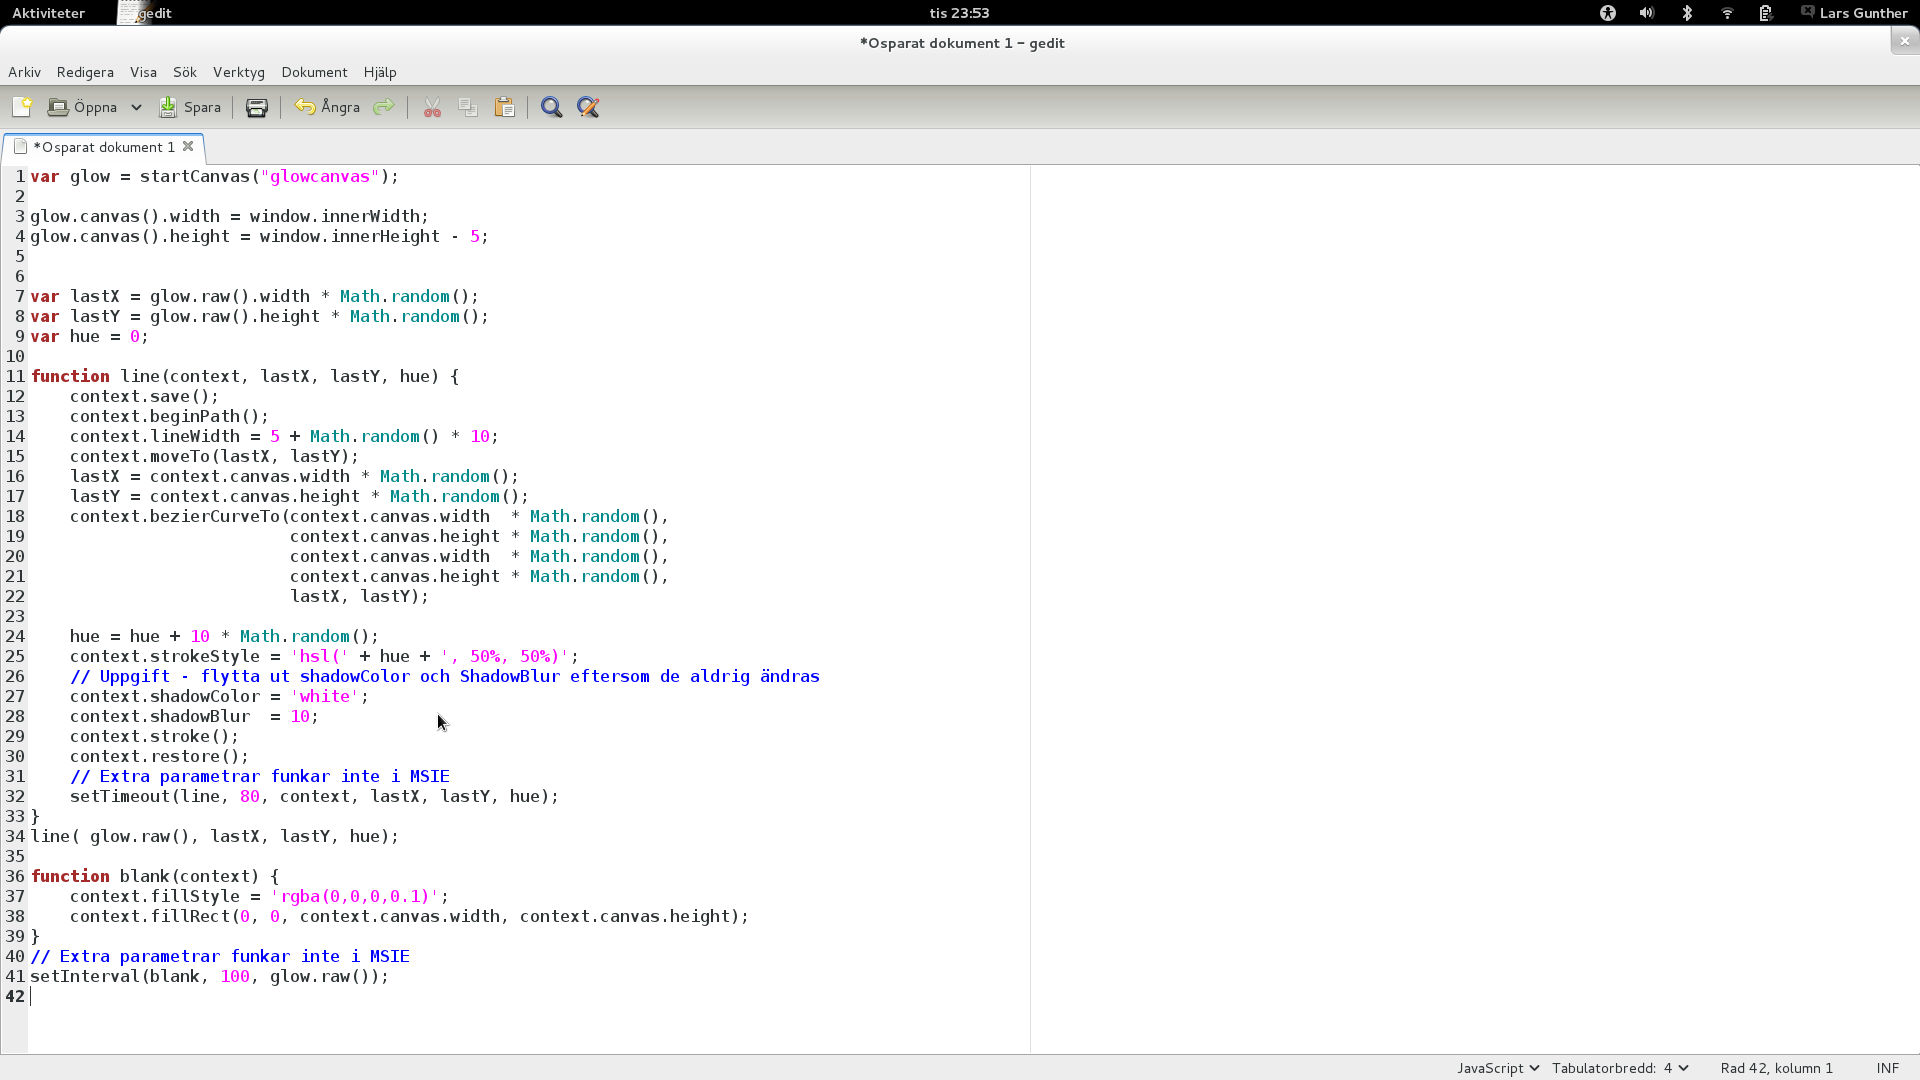 Aktiviteter gedit tis 23:53 Lars Gunther
*Osparat dokument 1 - gedit
Arkiv Redigera Visa Sök Verktyg Dokument Hjälp
Öppna Spara Ångra
*Osparat dokument 1
1 var glow = startCanvas("glowcanvas");
2
3 glow.canvas().width = window.innerWidth;
4 glow.canvas().height = window.innerHeight - 5;
5
6
7 var lastX = glow.raw().width * Math.random();
8 var lastY = glow.raw().height * Math.random();
9 var hue = 0;
10
11 function line(context, lastX, lastY, hue) {
12     context.save();
13     context.beginPath();
14     context.lineWidth = 5 + Math.random() * 10;
15     context.moveTo(lastX, lastY);
16     lastX = context.canvas.width * Math.random();
17     lastY = context.canvas.height * Math.random();
18     context.bezierCurveTo(context.canvas.width  * Math.random(),
19                           context.canvas.height * Math.random(),
20                           context.canvas.width  * Math.random(),
21                           context.canvas.height * Math.random(),
22                           lastX, lastY);
23
24     hue = hue + 10 * Math.random();
25     context.strokeStyle = 'hsl(' + hue + ', 50%, 50%)';
26     // Uppgift - flytta ut shadowColor och ShadowBlur eftersom de aldrig ändras
27     context.shadowColor = 'white';
28     context.shadowBlur  = 10;
29     context.stroke();
30     context.restore();
31     // Extra parametrar funkar inte i MSIE
32     setTimeout(line, 80, context, lastX, lastY, hue);
33 }
34 line( glow.raw(), lastX, lastY, hue);
35
36 function blank(context) {
37     context.fillStyle = 'rgba(0,0,0,0.1)';
38     context.fillRect(0, 0, context.canvas.width, context.canvas.height);
39 }
40 // Extra parametrar funkar inte i MSIE
41 setInterval(blank, 100, glow.raw());
42
JavaScript Tabulatorbredd: 4 Rad 42, kolumn 1 INF